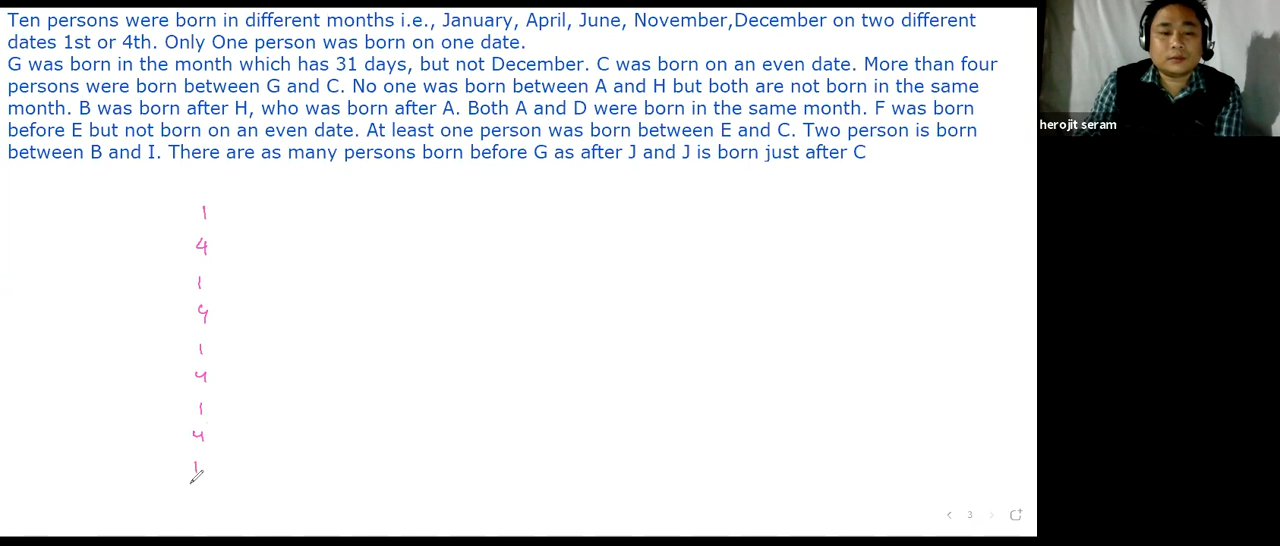 Ten persons were born in different months i.e., January, April, June, November,December on two different
dates 1st or 4th. Only One person was born on one date.
G was born in the month which has 31 days, but not December. C was born on an even date. More than four
persons were born between G and C. No one was born between A and H but both are not born in the same
month. B was born after H, who was born after A. Both A and D were born in the same month. F was born
before E but not born on an even date. At least one person was born between E and C. Two person is born
between B and I. There are as many persons born before G as after J and J is born just after C
herojit seram
1
4
1
4
1
4
1
4
1
3